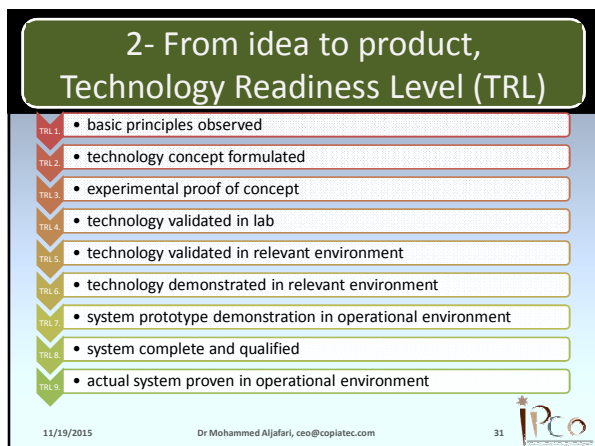 2- From idea to product,
Technology Readiness Level (TRL)
TRL 1. • basic principles observed
TRL 2. • technology concept formulated
TRL 3. • experimental proof of concept
TRL 4. • technology validated in lab
TRL 5. • technology validated in relevant environment
TRL 6. • technology demonstrated in relevant environment
TRL 7. • system prototype demonstration in operational environment
TRL 8. • system complete and qualified
TRL 9. • actual system proven in operational environment
11/19/2015 Dr Mohammed Aljafari, ceo@copiatec.com 31
IPCO